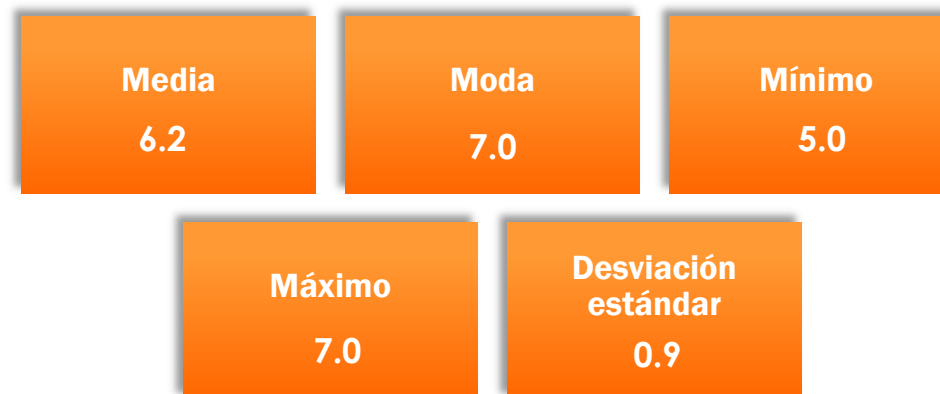 Media
6.2
Moda
7.0
Mínimo
5.0
Máximo
7.0
Desviación
estándar
0.9